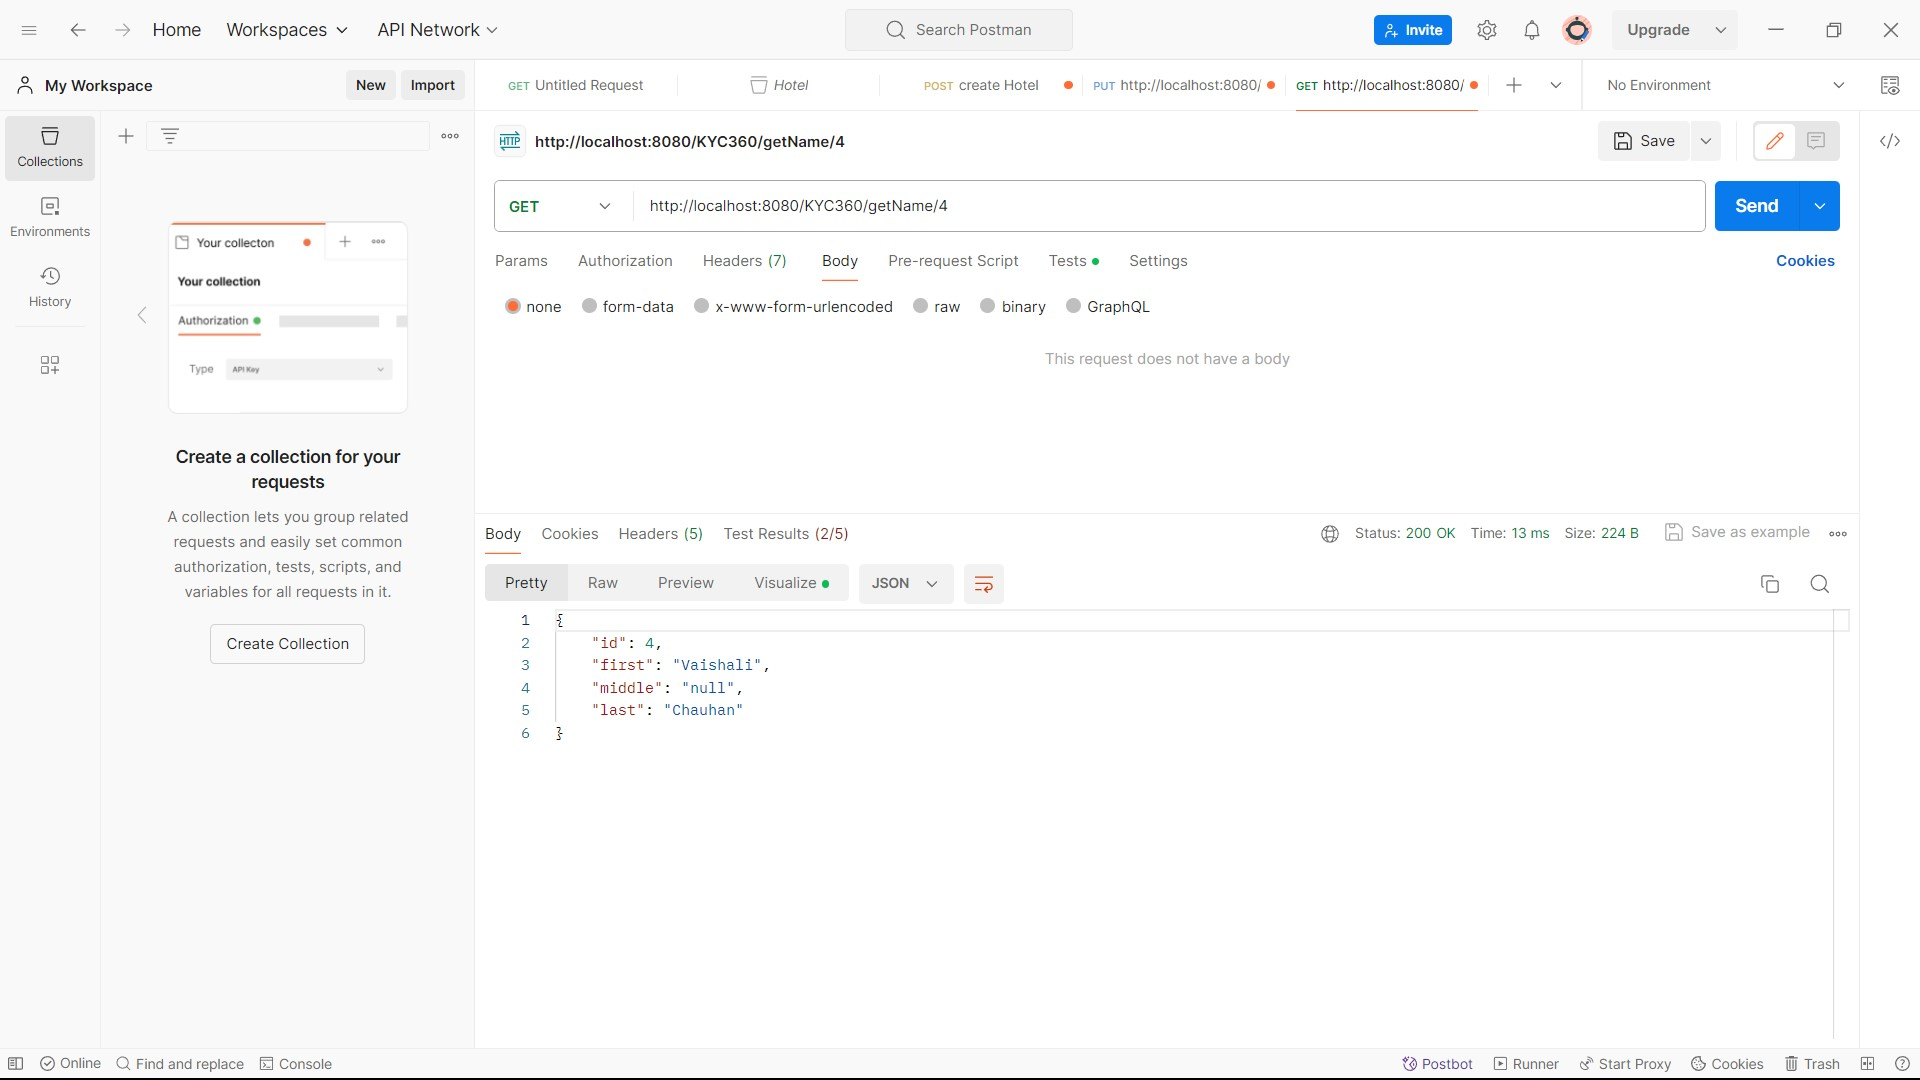 Home
Workspaces
API Network
Search Postman
Invite
Upgrade
My Workspace
New
Import
GET Untitled Request
Hotel
POST create Hotel
PUT http://localhost:8080/
GET http://localhost:8080/
No Environment
Collections
Environments
History
HTTP
http://localhost:8080/KYC360/getName/4
Save
GET
http://localhost:8080/KYC360/getName/4
Send
Params
Authorization
Headers (7)
Body
Pre-request Script
Tests
Settings
Cookies
none
form-data
x-www-form-urlencoded
raw
binary
GraphQL
This request does not have a body
Your collecton
Your collection
Authorization
Type
API Key
Create a collection for your
requests
A collection lets you group related
requests and easily set common
authorization, tests, scripts, and
variables for all requests in it.
Create Collection
Body
Cookies
Headers (5)
Test Results (2/5)
Status: 200 OK
Time: 13 ms
Size: 224 B
Save as example
Pretty
Raw
Preview
Visualize
JSON
1 {
2 "id": 4,
3 "first": "Vaishali",
4 "middle": "null",
5 "last": "Chauhan"
6 }
Online
Find and replace
Console
Postbot
Runner
Start Proxy
Cookies
Trash